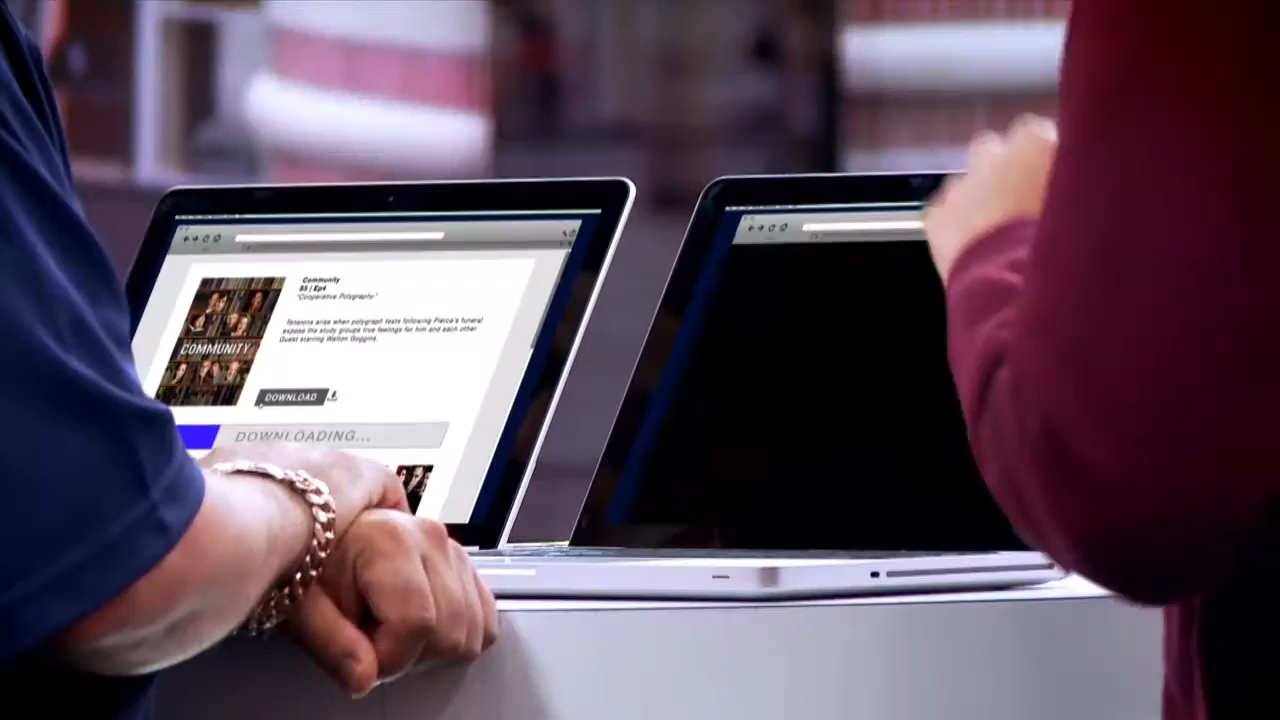 Community
S5 | Ep4
"Cooperative Polygraphy"
Tensions arise when polygraph tests following Pierce's funeral
expose the study groups true feelings for him and each other
Guest starring Walton Goggins.
COMMUNITY
DOWNLOAD
DOWNLOADING...